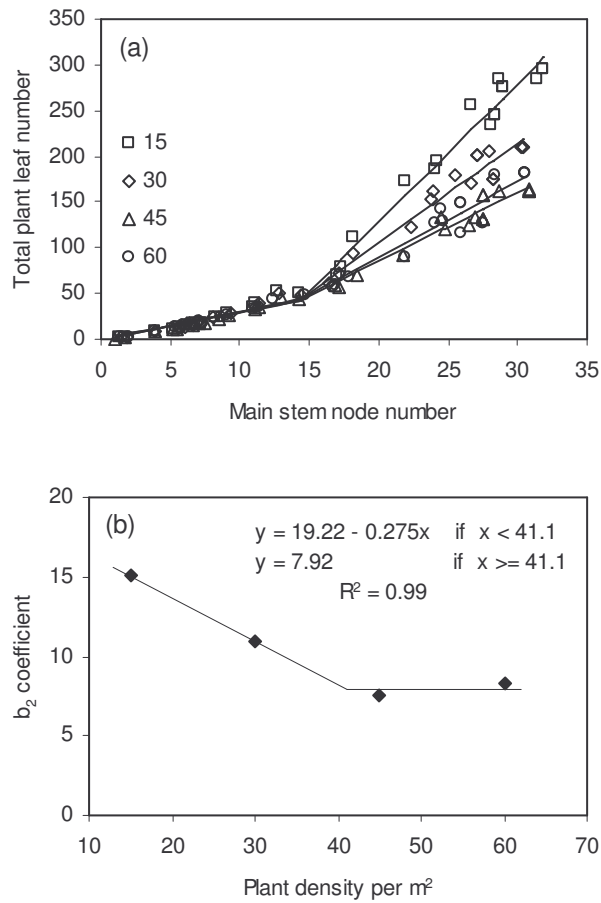 (a)
350
300
250
200
150
100
50
0
Total plant leaf number
15
30
45
60
0 5 10 15 20 25 30 35
Main stem node number
(b)
20
15
10
5
0
b₂ coefficient
y = 19.22 - 0.275x if x < 41.1
y = 7.92 if x >= 41.1
R² = 0.99
10 20 30 40 50 60 70
Plant density per m²